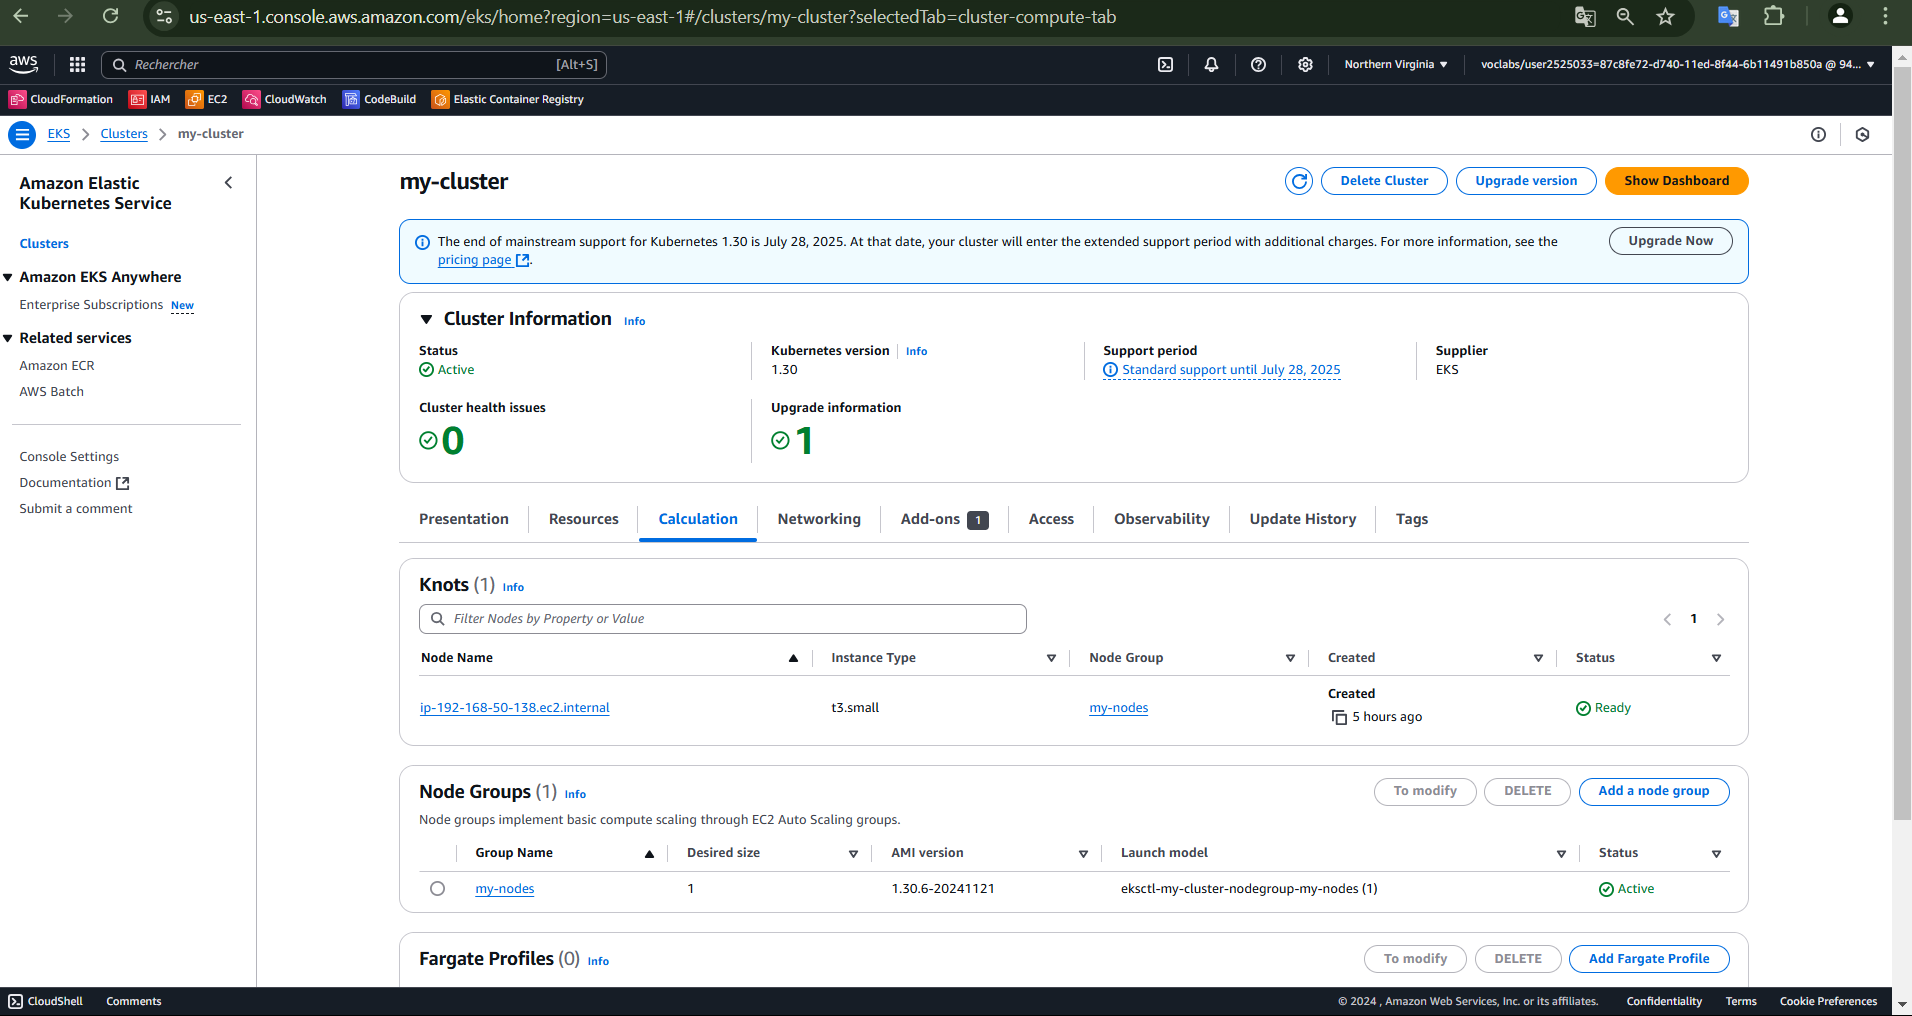 us-east-1.console.aws.amazon.com/eks/home?region=us-east-1#/clusters/my-cluster?selectedTab=cluster-compute-tab
aws
Rechercher [Alt+S]
Northern Virginia
voclabs/user2525033=87c8fe72-d740-11ed-8f44-6b11491b850a @ 94...
CloudFormation IAM EC2 CloudWatch CodeBuild Elastic Container Registry
EKS Clusters my-cluster
Amazon Elastic
Kubernetes Service
Clusters
Amazon EKS Anywhere
Enterprise Subscriptions New
Related services
Amazon ECR
AWS Batch
Console Settings
Documentation
Submit a comment
my-cluster
Delete Cluster
Upgrade version
Show Dashboard
The end of mainstream support for Kubernetes 1.30 is July 28, 2025. At that date, your cluster will enter the extended support period with additional charges. For more information, see the
pricing page .
Upgrade Now
Cluster Information Info
Status
Active
Kubernetes version Info
1.30
Support period
Standard support until July 28, 2025
Supplier
EKS
Cluster health issues
0
Upgrade information
1
Presentation Resources Calculation Networking Add-ons 1 Access Observability Update History Tags
Knots (1) Info
Filter Nodes by Property or Value
1
Node Name Instance Type Node Group Created Status
ip-192-168-50-138.ec2.internal t3.small my-nodes Created
5 hours ago
Ready
Node Groups (1) Info
To modify DELETE Add a node group
Node groups implement basic compute scaling through EC2 Auto Scaling groups.
Group Name Desired size AMI version Launch model Status
my-nodes 1 1.30.6-20241121 eksctl-my-cluster-nodegroup-my-nodes (1) Active
Fargate Profiles (0) Info
To modify DELETE Add Fargate Profile
CloudShell Comments
© 2024 , Amazon Web Services, Inc. or its affiliates. Confidentiality Terms Cookie Preferences